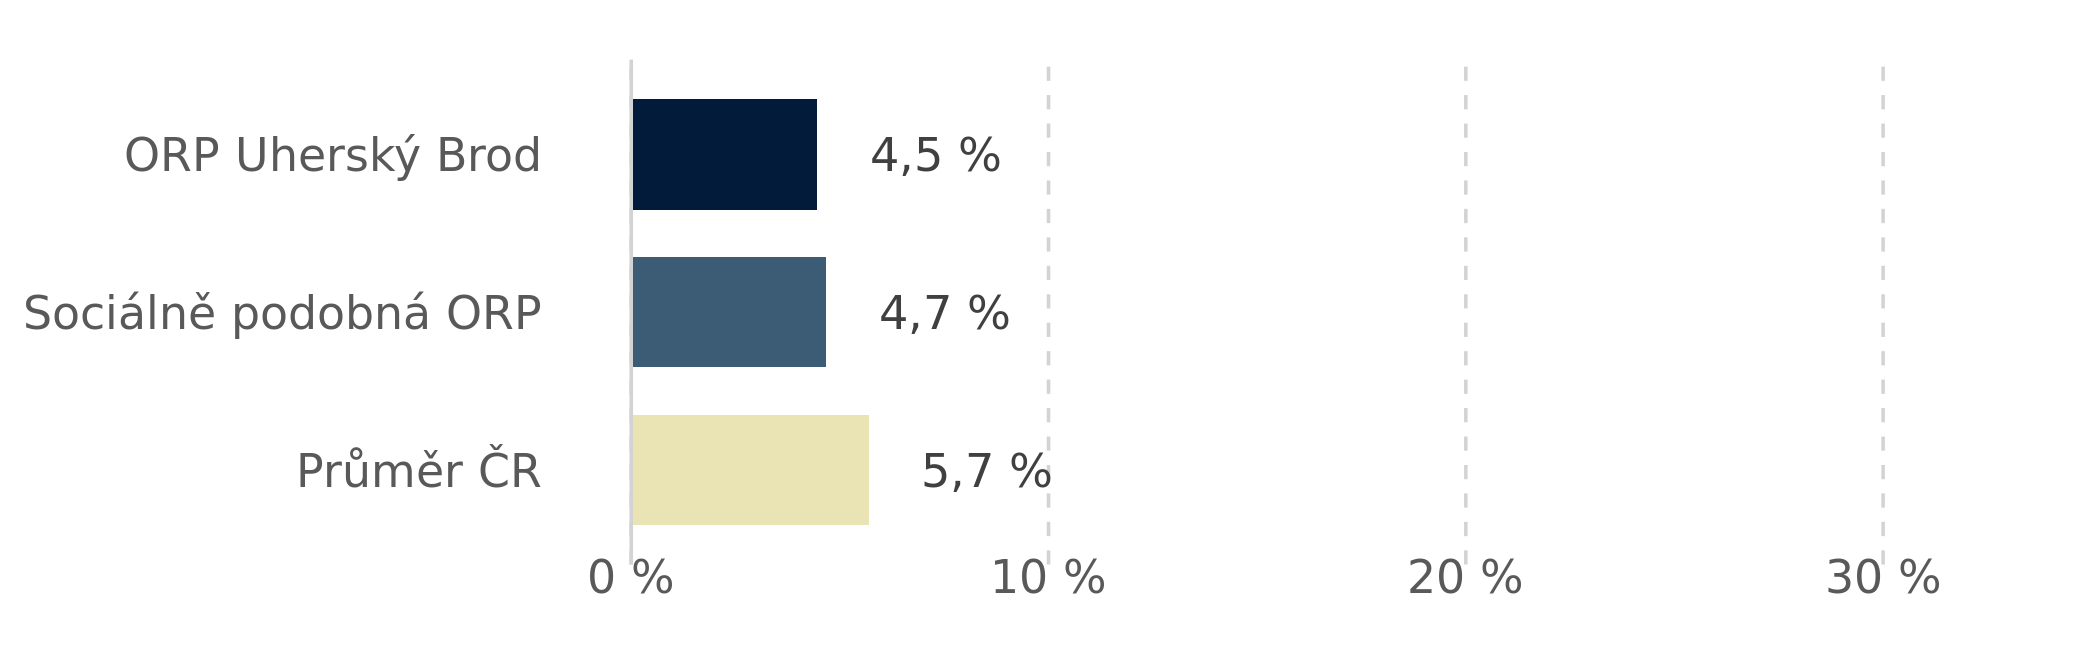 ORP Uherský Brod 4,5 %
Sociálně podobná ORP 4,7 %
Průměr ČR 5,7 %
0 % 10 % 20 % 30 %